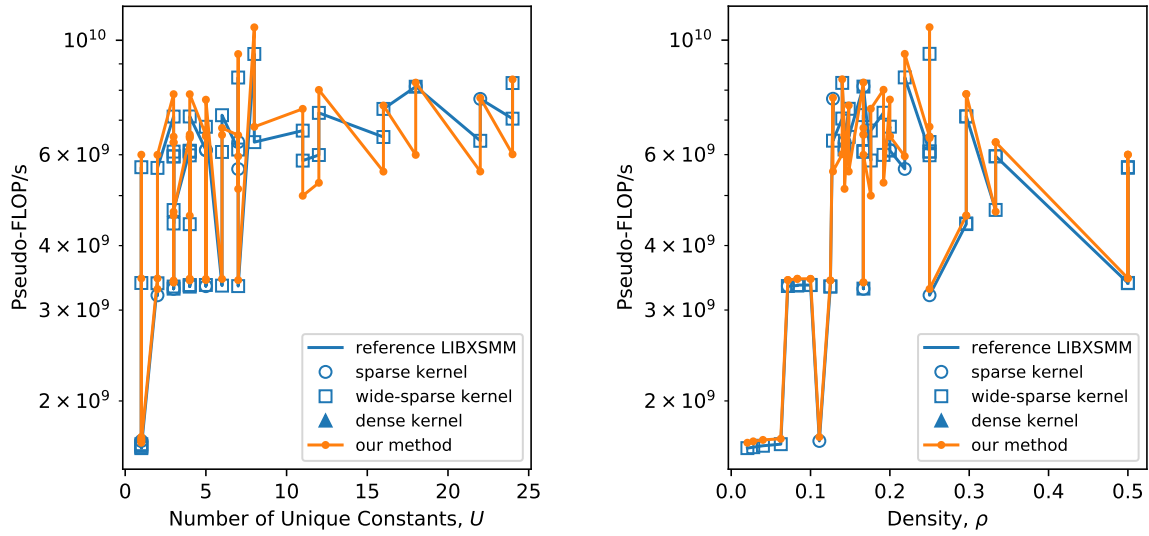 10^10
6 × 10^9
4 × 10^9
3 × 10^9
2 × 10^9
Pseudo-FLOP/s
0 5 10 15 20 25
Number of Unique Constants, U
reference LIBXSMM
sparse kernel
wide-sparse kernel
dense kernel
our method
10^10
6 × 10^9
4 × 10^9
3 × 10^9
2 × 10^9
Pseudo-FLOP/s
0.0 0.1 0.2 0.3 0.4 0.5
Density, ρ
reference LIBXSMM
sparse kernel
wide-sparse kernel
dense kernel
our method